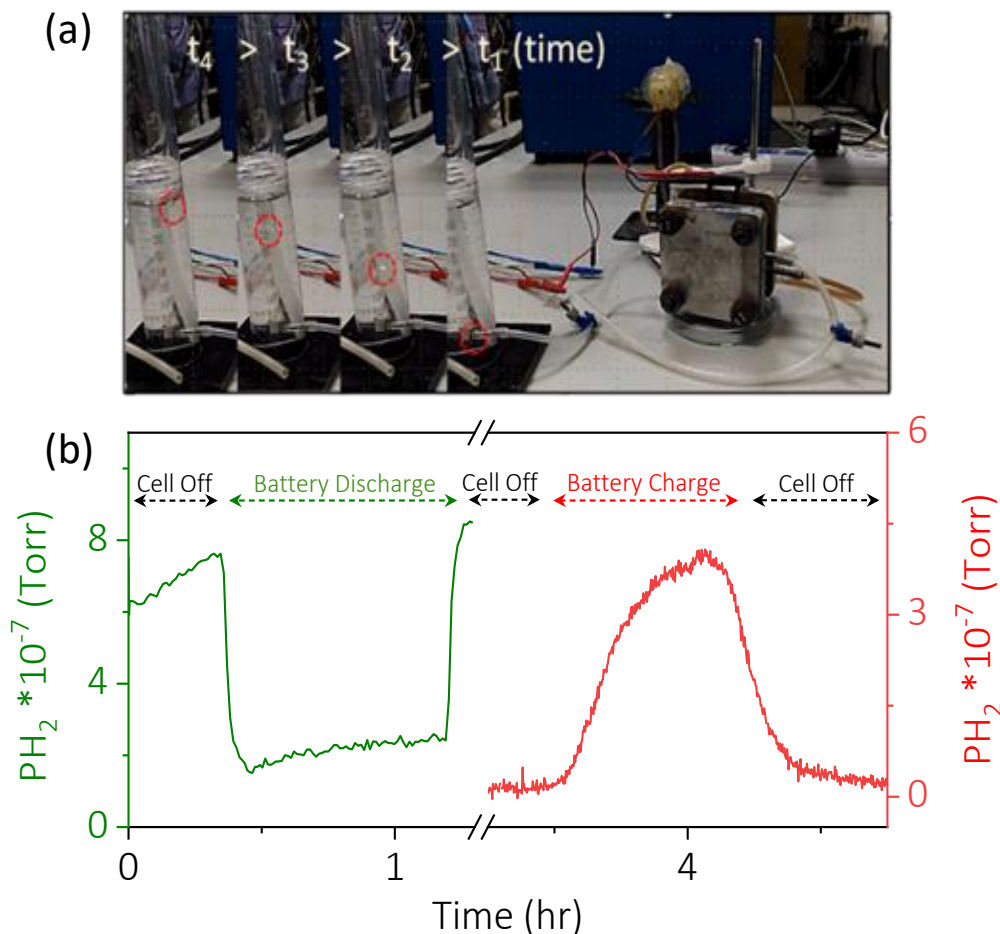 (a)
t₄ > t₃ > t₂ > t₁ (time)
(b)
Cell Off Battery Discharge Cell Off Battery Charge Cell Off
PH₂ *10⁻⁷ (Torr)
8
4
0
6
3
0
PH₂ *10⁻⁷ (Torr)
0 1 4
Time (hr)